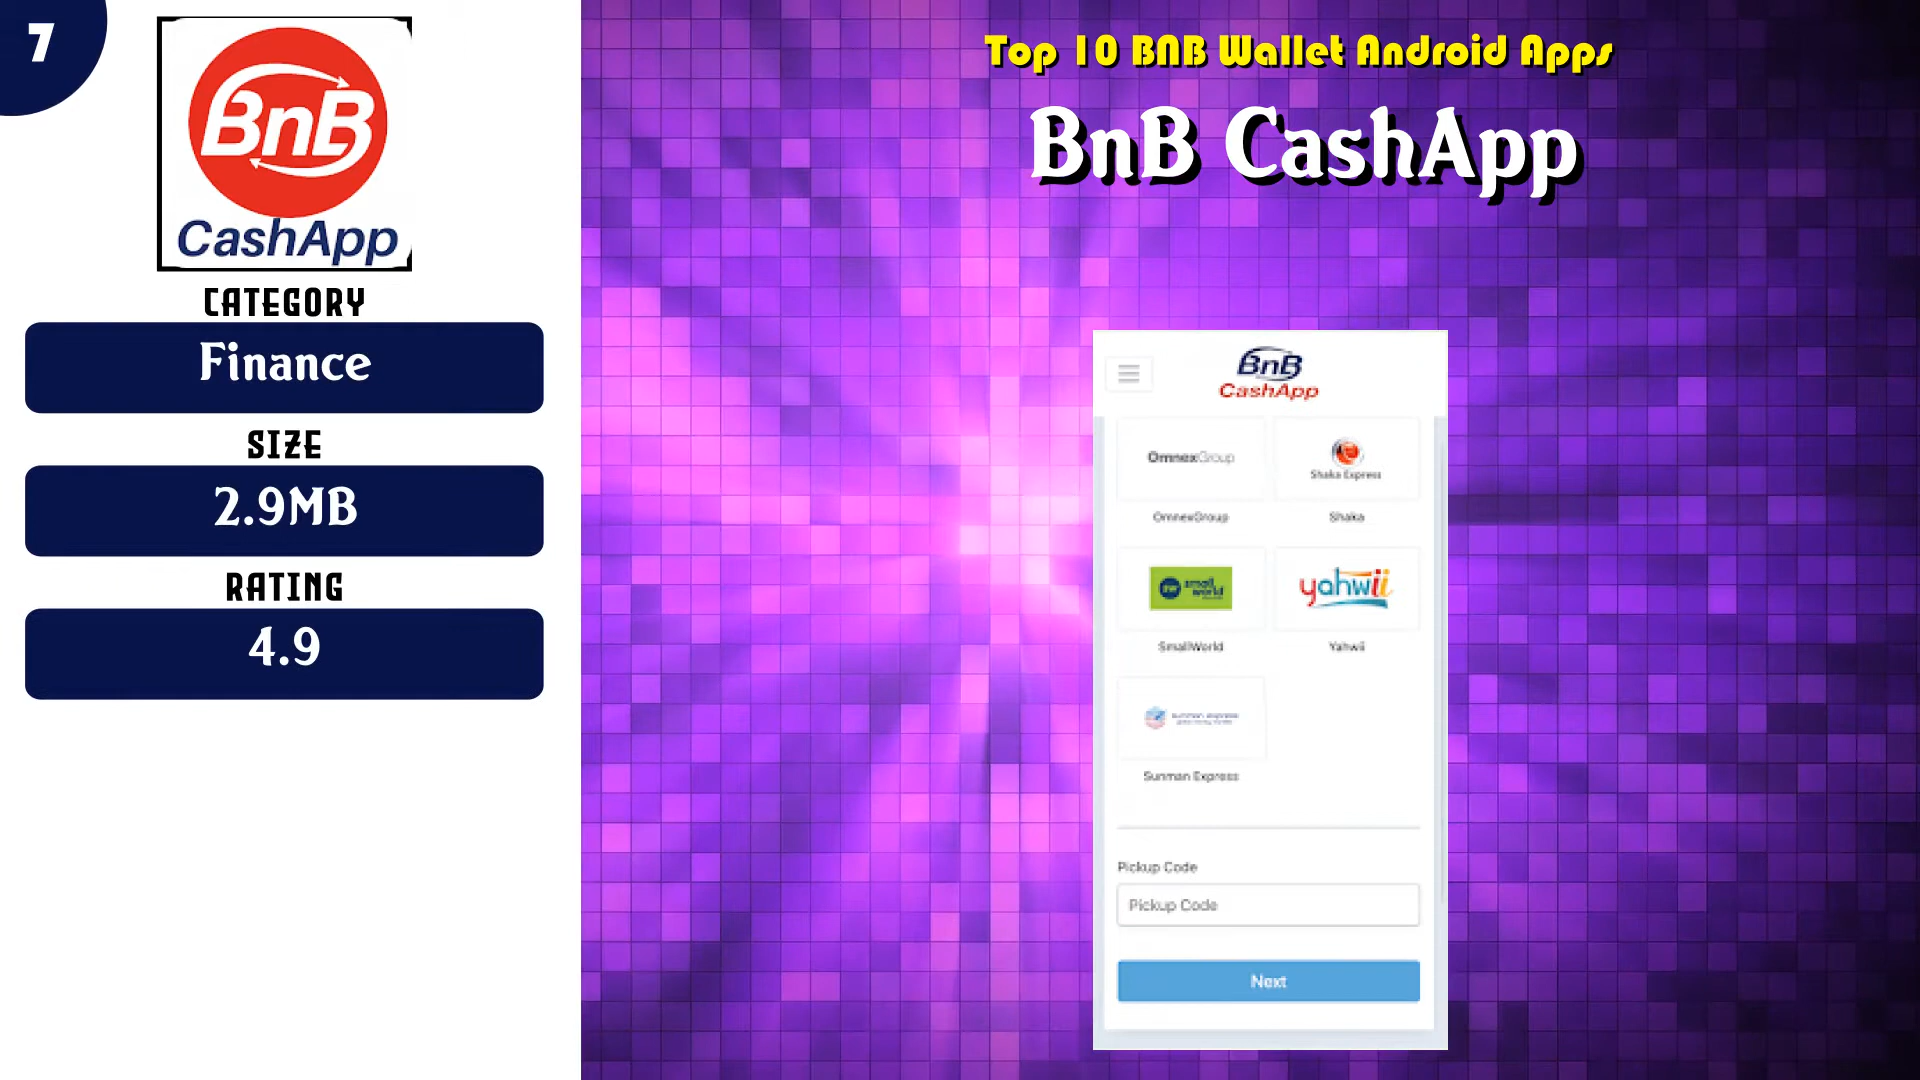 7
BnB
CashApp
CATEGORY
Finance
SIZE
2.9MB
RATING
4.9
Top 10 BNB Wallet Android Apps
BnB CashApp
BnB
CashApp
OmnexGroup
Shaka Express
OmnexGroup
Shaka
small world
yahwii
SmallWorld
Yahwii
sunman express
Sunman Express
Pickup Code
Pickup Code
Next